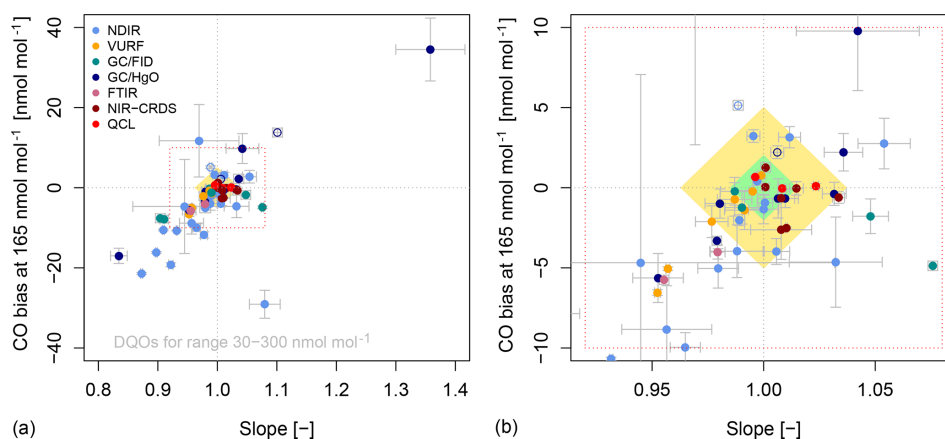 CO bias at 165 nmol mol⁻¹ [nmol mol⁻¹]
40
20
0
−20
−40
NDIR
VURF
GC/FID
GC/HgO
FTIR
NIR−CRDS
QCL
DQOs for range 30−300 nmol mol⁻¹
0.8
0.9
1.0
1.1
1.2
1.3
1.4
Slope [−]
(a)
CO bias at 165 nmol mol⁻¹ [nmol mol⁻¹]
10
5
0
−5
−10
0.95
1.00
1.05
Slope [−]
(b)